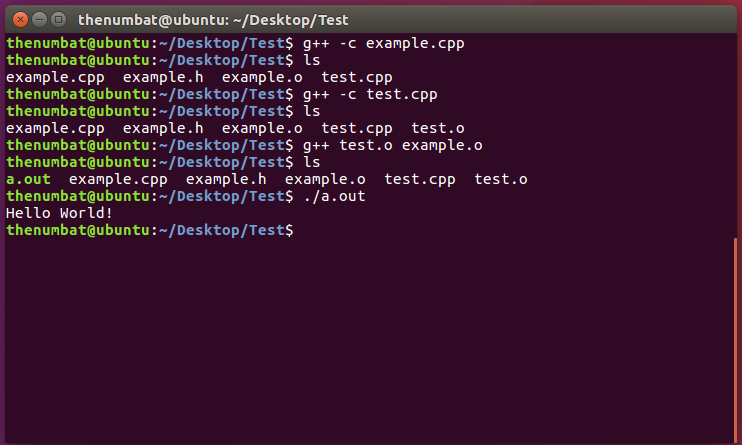 thenumbat@ubuntu: ~/Desktop/Test
thenumbat@ubuntu:~/Desktop/Test$ g++ -c example.cpp
thenumbat@ubuntu:~/Desktop/Test$ ls
example.cpp  example.h  example.o  test.cpp
thenumbat@ubuntu:~/Desktop/Test$ g++ -c test.cpp
thenumbat@ubuntu:~/Desktop/Test$ ls
example.cpp  example.h  example.o  test.cpp  test.o
thenumbat@ubuntu:~/Desktop/Test$ g++ test.o example.o
thenumbat@ubuntu:~/Desktop/Test$ ls
a.out  example.cpp  example.h  example.o  test.cpp  test.o
thenumbat@ubuntu:~/Desktop/Test$ ./a.out
Hello World!
thenumbat@ubuntu:~/Desktop/Test$